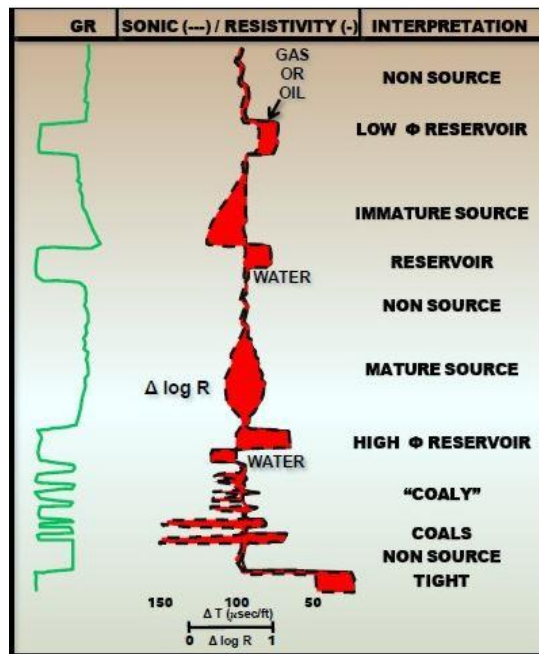 GR SONIC (---) / RESISTIVITY (-) INTERPRETATION
GAS
OR
OIL
NON SOURCE
LOW Φ RESERVOIR
IMMATURE SOURCE
RESERVOIR
WATER
NON SOURCE
MATURE SOURCE
Δ log R
HIGH Φ RESERVOIR
WATER
"COALY"
COALS
NON SOURCE
TIGHT
150 100 50
Δ T (μsec/ft)
0 Δ log R 1